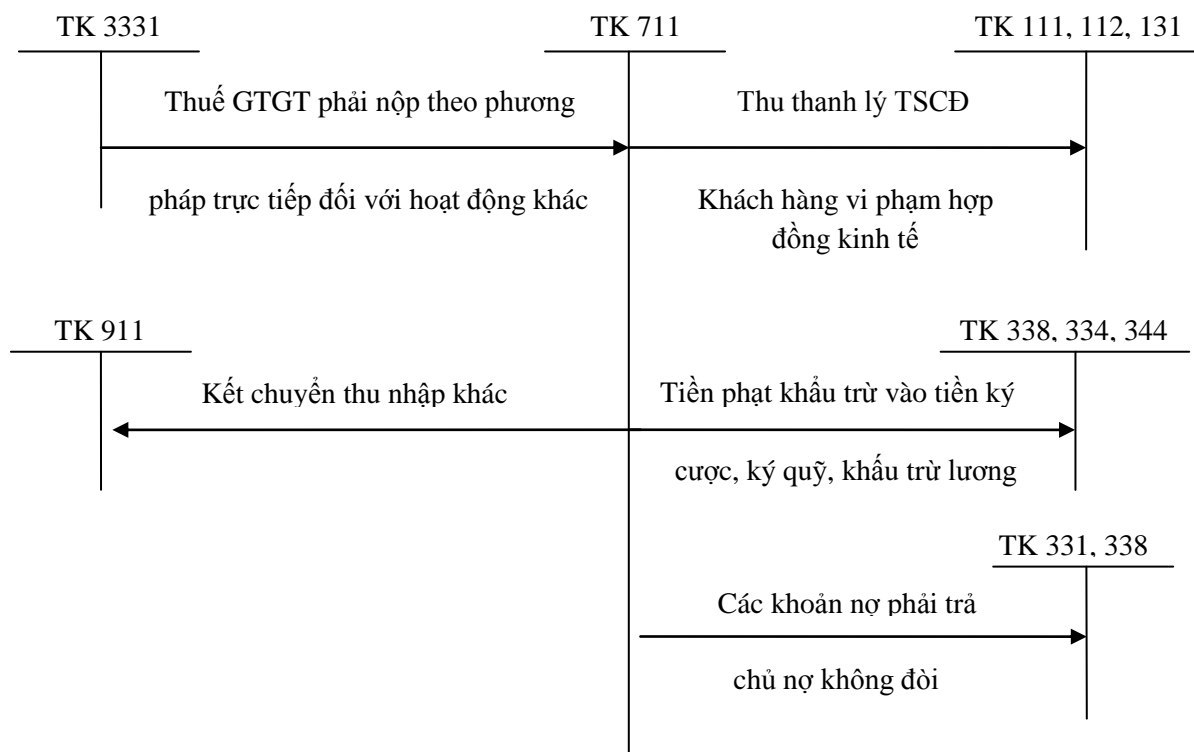 TK 3331
TK 711
TK 111, 112, 131
Thuế GTGT phải nộp theo phương
pháp trực tiếp đối với hoạt động khác
Thu thanh lý TSCĐ
Khách hàng vi phạm hợp
đồng kinh tế
TK 911
TK 338, 334, 344
Kết chuyển thu nhập khác
Tiền phạt khẩu trừ vào tiền ký
cược, ký quỹ, khấu trừ lương
TK 331, 338
Các khoản nợ phải trả
chủ nợ không đòi